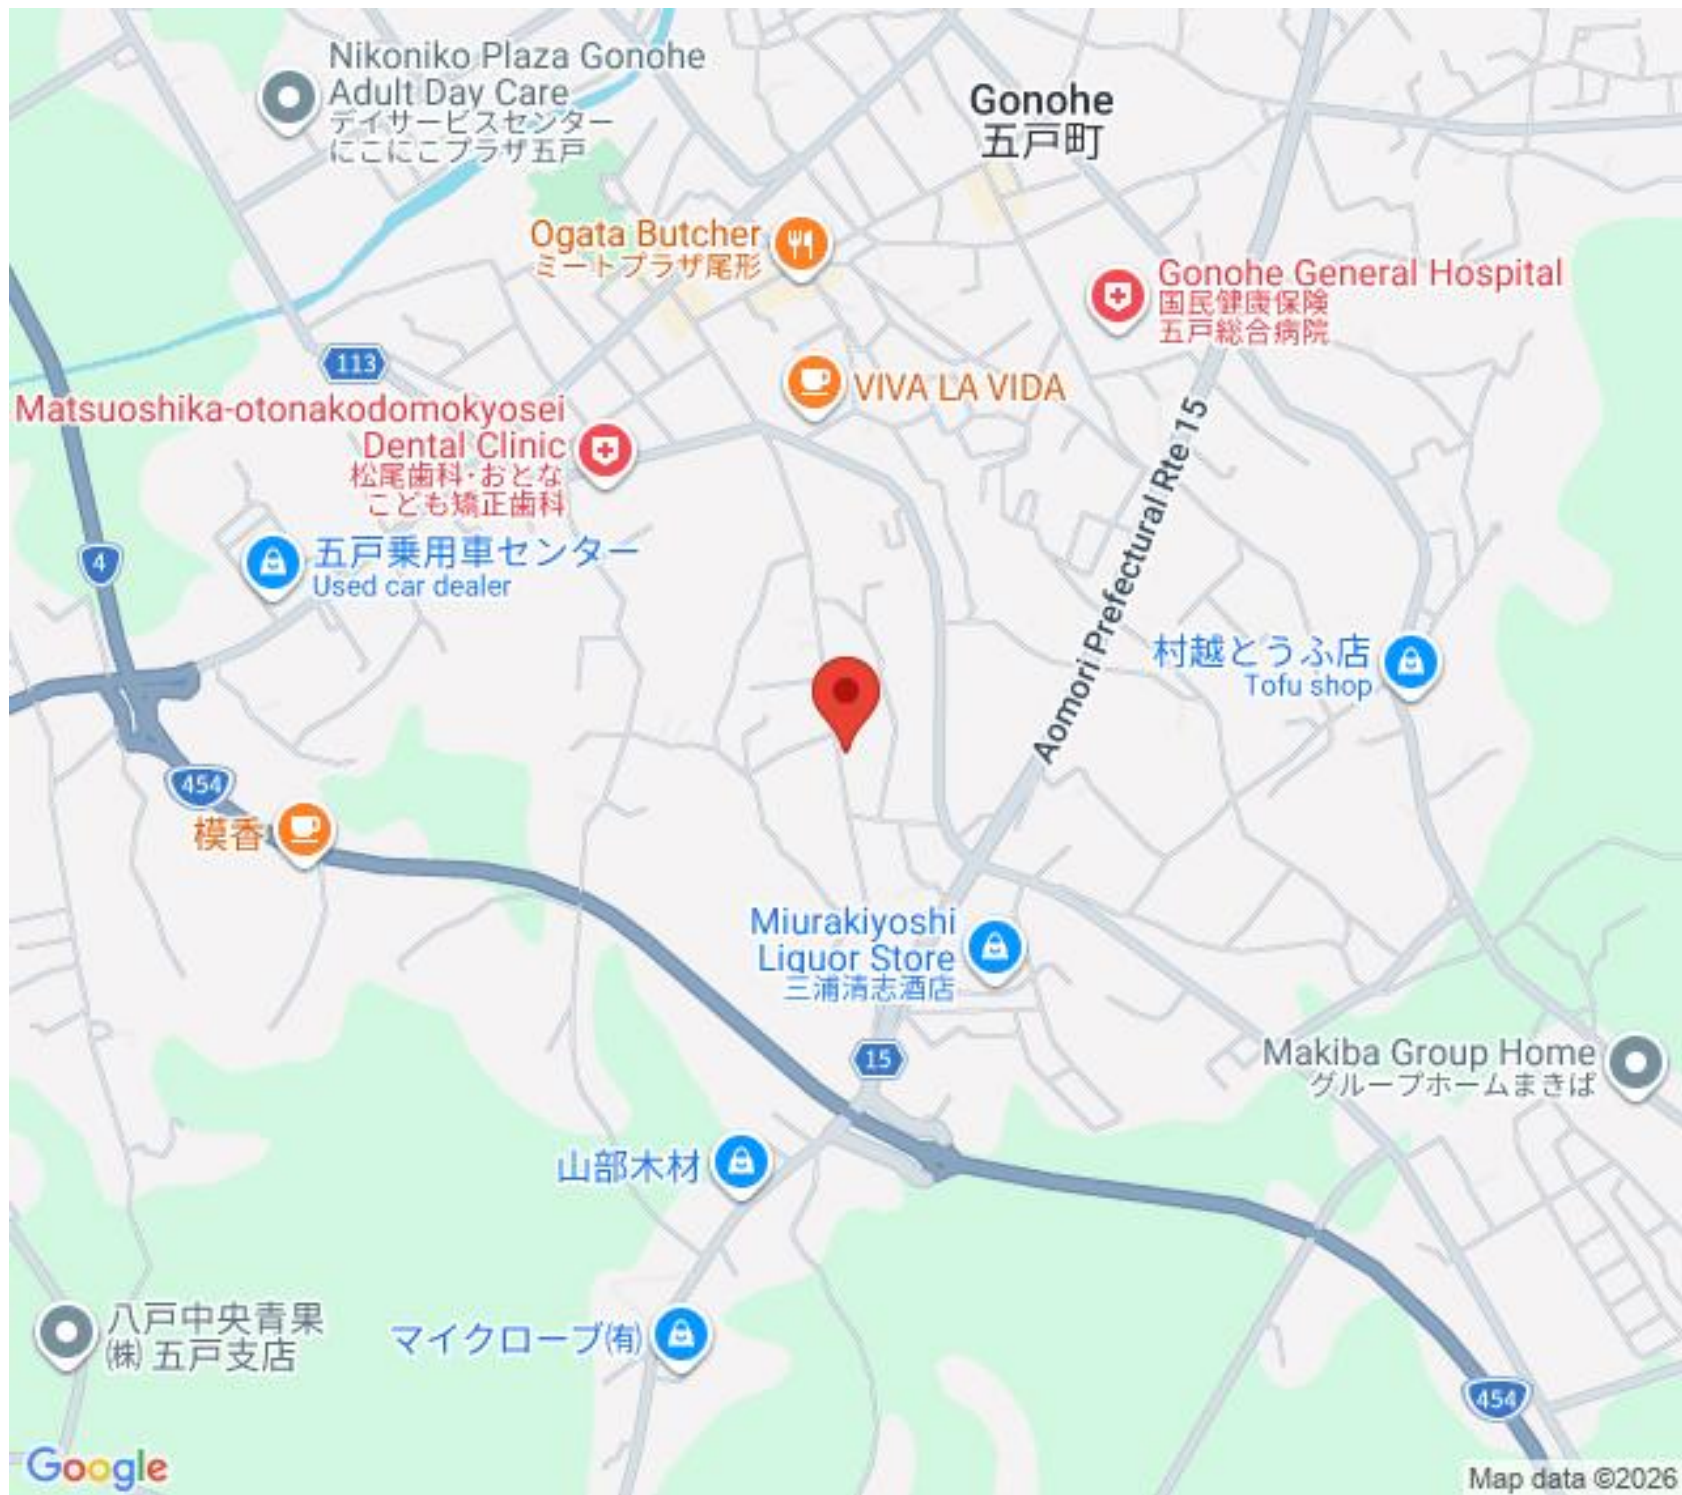 Nikoniko Plaza Gonohe
Adult Day Care
デイサービスセンター
にこにこプラザ五戸
Gonohe
五戸町
Ogata Butcher
ミートプラザ尾形
Gonohe General Hospital
国民健康保険
五戸総合病院
113
VIVA LA VIDA
Matsuoshika-otonakodomokyosei
Dental Clinic
松尾歯科・おとな
こども矯正歯科
Aomori Prefectural Rte 15
4
五戸乗用車センター
Used car dealer
村越とうふ店
Tofu shop
454
模香
Miurakiyoshi
Liquor Store
三浦清志酒店
15
Makiba Group Home
グループホームまきば
山部木材
八戸中央青果
㈱ 五戸支店
マイクローブ㈲
454
Google
Map data ©2026